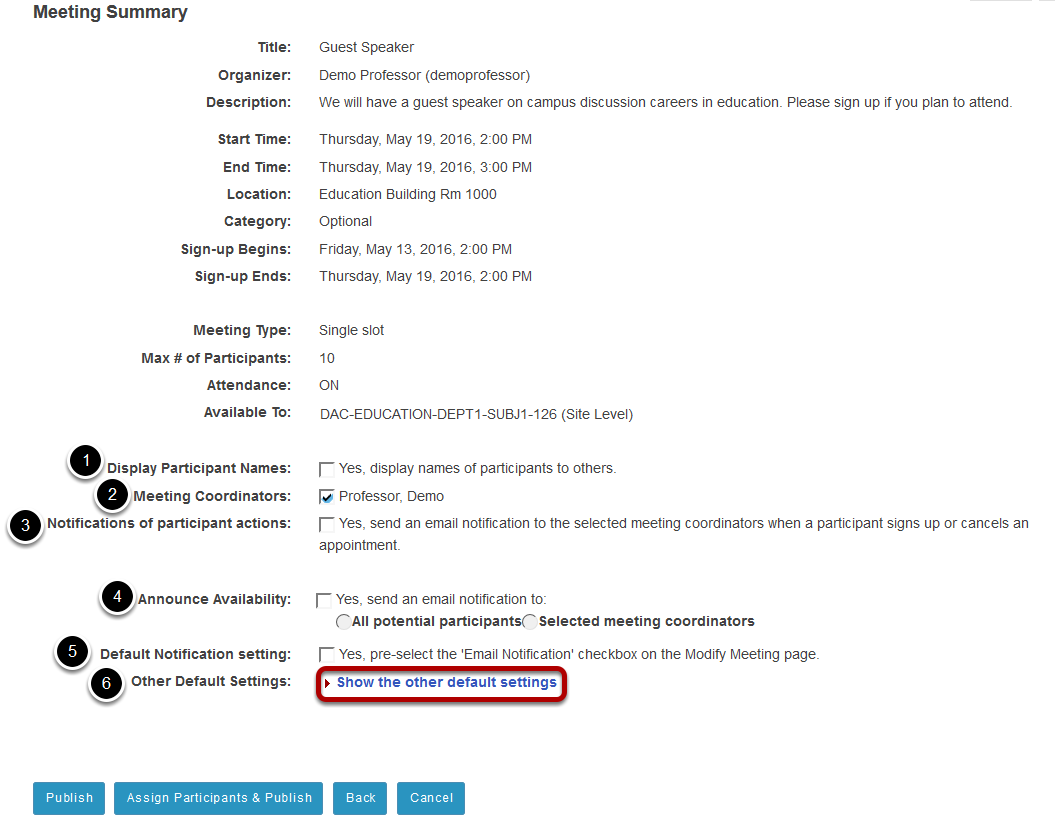 Meeting Summary
Title: Guest Speaker
Organizer: Demo Professor (demoprofessor)
Description: We will have a guest speaker on campus discussion careers in education. Please sign up if you plan to attend.
Start Time: Thursday, May 19, 2016, 2:00 PM
End Time: Thursday, May 19, 2016, 3:00 PM
Location: Education Building Rm 1000
Category: Optional
Sign-up Begins: Friday, May 13, 2016, 2:00 PM
Sign-up Ends: Thursday, May 19, 2016, 2:00 PM
Meeting Type: Single slot
Max # of Participants: 10
Attendance: ON
Available To: DAC-EDUCATION-DEPT1-SUBJ1-126 (Site Level)
1 Display Participant Names: Yes, display names of participants to others.
2 Meeting Coordinators: Professor, Demo
3 Notifications of participant actions: Yes, send an email notification to the selected meeting coordinators when a participant signs up or cancels an
appointment.
4 Announce Availability: Yes, send an email notification to:
All potential participants Selected meeting coordinators
5 Default Notification setting: Yes, pre-select the 'Email Notification' checkbox on the Modify Meeting page.
6 Other Default Settings: Show the other default settings
Publish Assign Participants & Publish Back Cancel